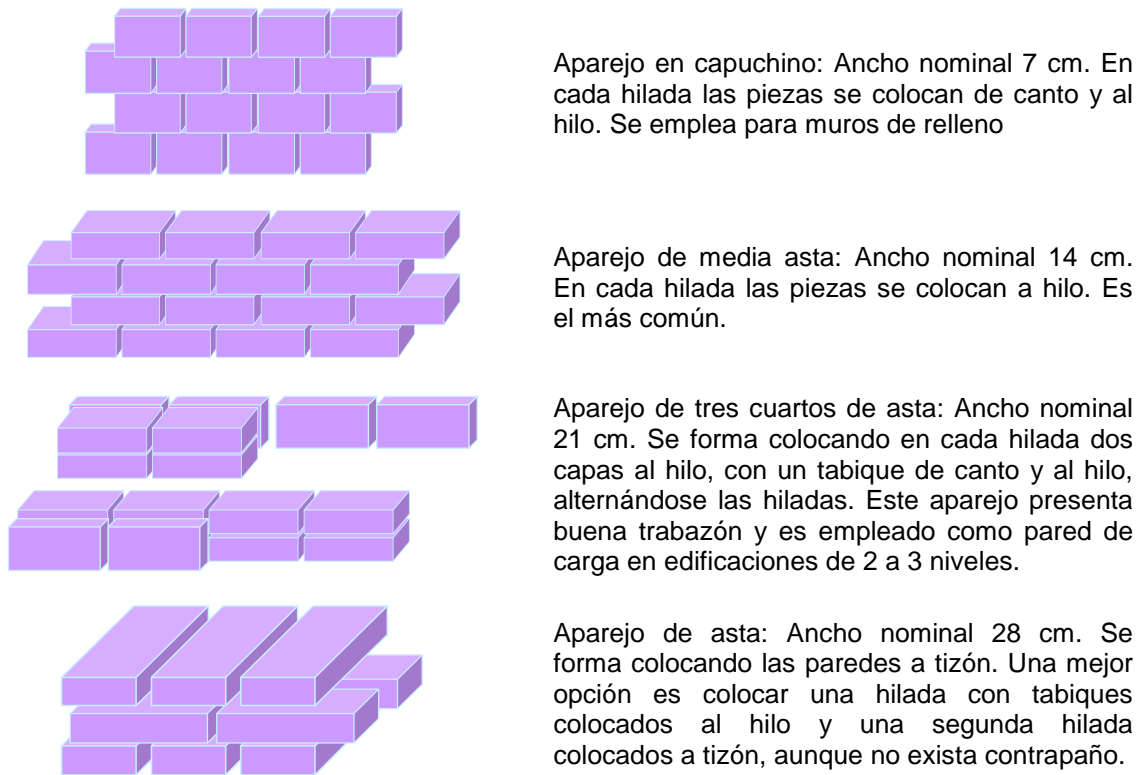 Aparejo en capuchino: Ancho nominal 7 cm. En
cada hilada las piezas se colocan de canto y al
hilo. Se emplea para muros de relleno
Aparejo de media asta: Ancho nominal 14 cm.
En cada hilada las piezas se colocan a hilo. Es
el más común.
Aparejo de tres cuartos de asta: Ancho nominal
21 cm. Se forma colocando en cada hilada dos
capas al hilo, con un tabique de canto y al hilo,
alternándose las hiladas. Este aparejo presenta
buena trabazón y es empleado como pared de
carga en edificaciones de 2 a 3 niveles.
Aparejo de asta: Ancho nominal 28 cm. Se
forma colocando las paredes a tizón. Una mejor
opción es colocar una hilada con tabiques
colocados al hilo y una segunda hilada
colocados a tizón, aunque no exista contrapaño.